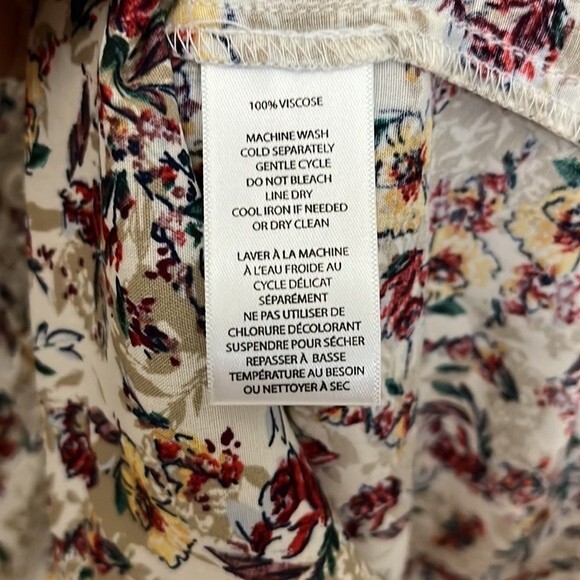 100% VISCOSE
MACHINE WASH
COLD SEPARATELY
GENTLE CYCLE
DO NOT BLEACH
LINE DRY
COOL IRON IF NEEDED
OR DRY CLEAN
LAVER À LA MACHINE
À L'EAU FROIDE AU
CYCLE DÉLICAT
SÉPARÉMENT
NE PAS UTILISER DE
CHLORURE DÉCOLORANT
SUSPENDRE POUR SÉCHER
REPASSER À BASSE
TEMPÉRATURE AU BESOIN
OU NETTOYER À SEC